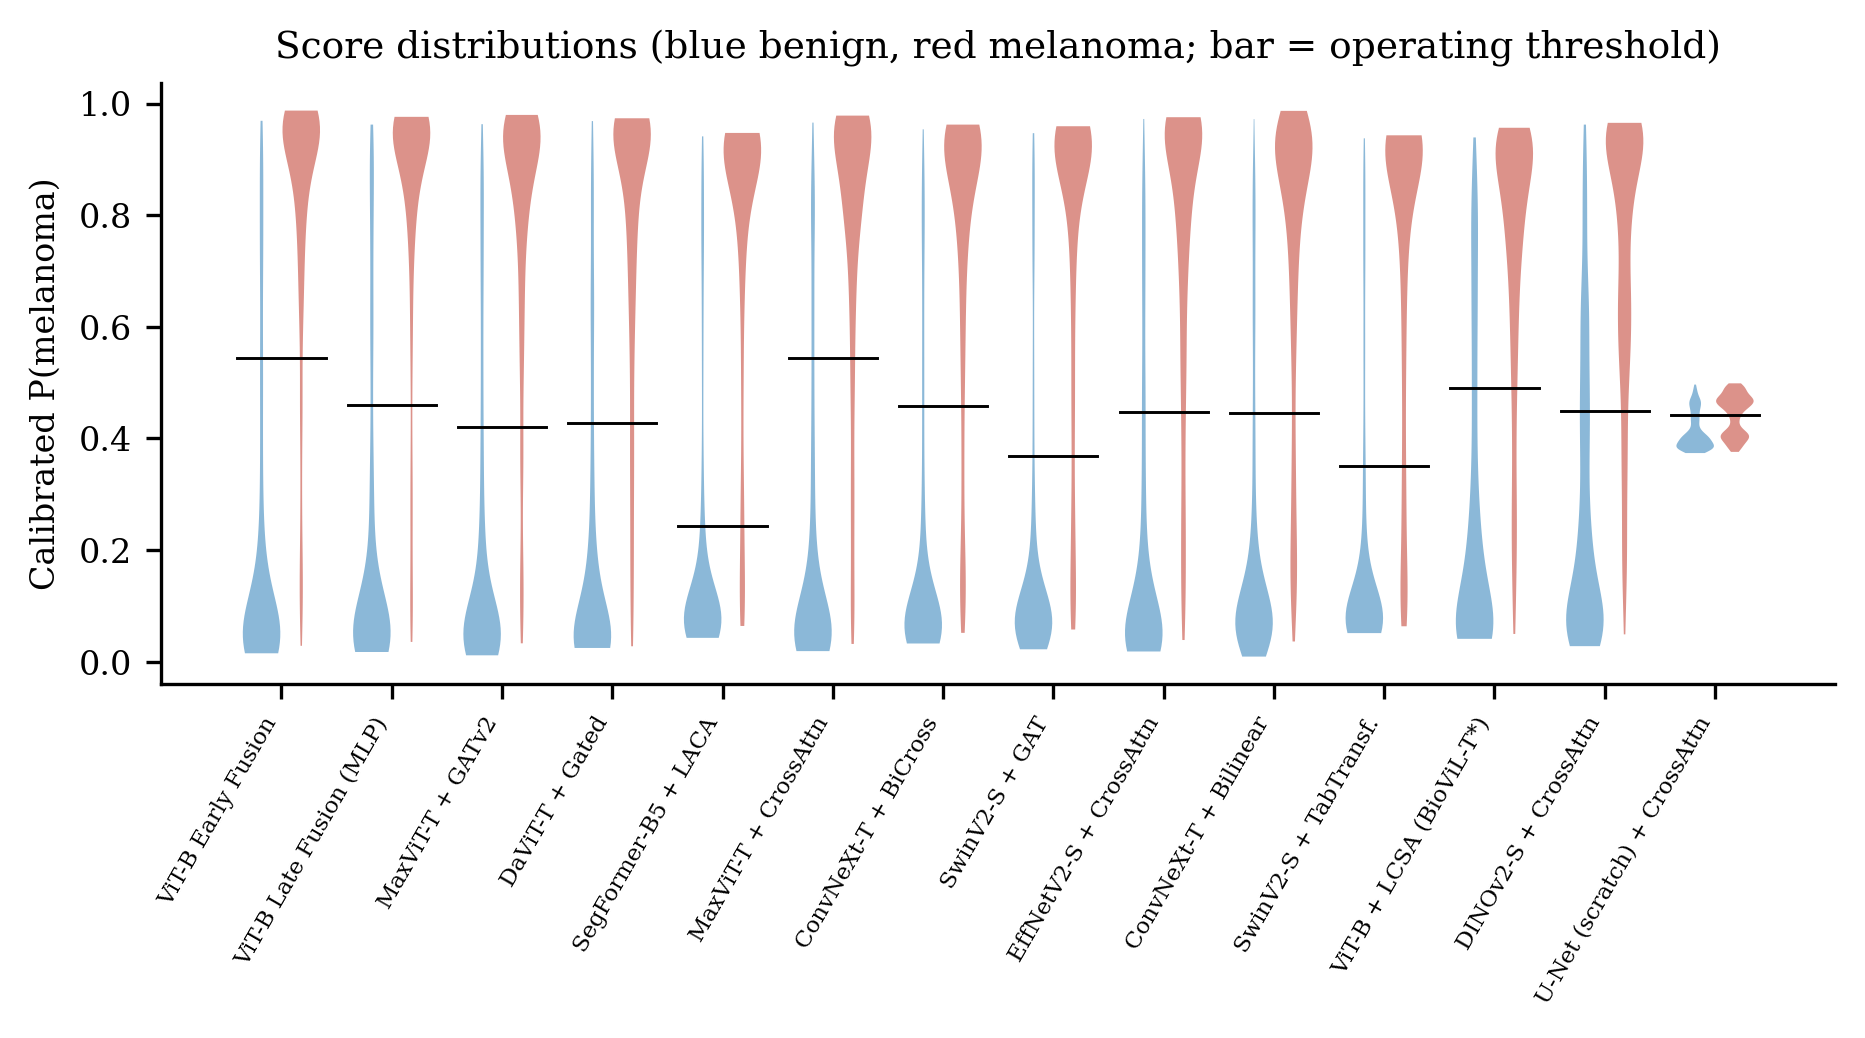 Score distributions (blue benign, red melanoma; bar = operating threshold)
Calibrated P(melanoma)
1.0
0.8
0.6
0.4
0.2
0.0
ViT-B Early Fusion
ViT-B Late Fusion (MLP)
MaxViT-T + GATv2
DaViT-T + Gated
SegFormer-B5 + LACA
MaxViT-T + CrossAttn
ConvNeXt-T + BiCross
SwinV2-S + GAT
EffNetV2-S + CrossAttn
ConvNeXt-T + Bilinear
SwinV2-S + TabTransf.
ViT-B + LCSA (BioViL-T*)
DINOv2-S + CrossAttn
U-Net (scratch) + CrossAttn